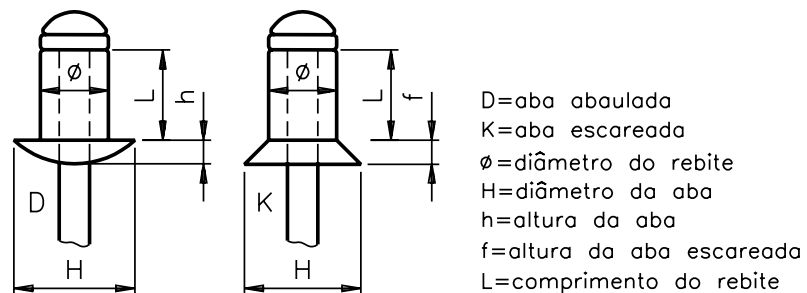 ø
L
h
D
H
ø
L
f
K
H
D=aba abaulada
K=aba escareada
ø=diâmetro do rebite
H=diâmetro da aba
h=altura da aba
f=altura da aba escareada
L=comprimento do rebite